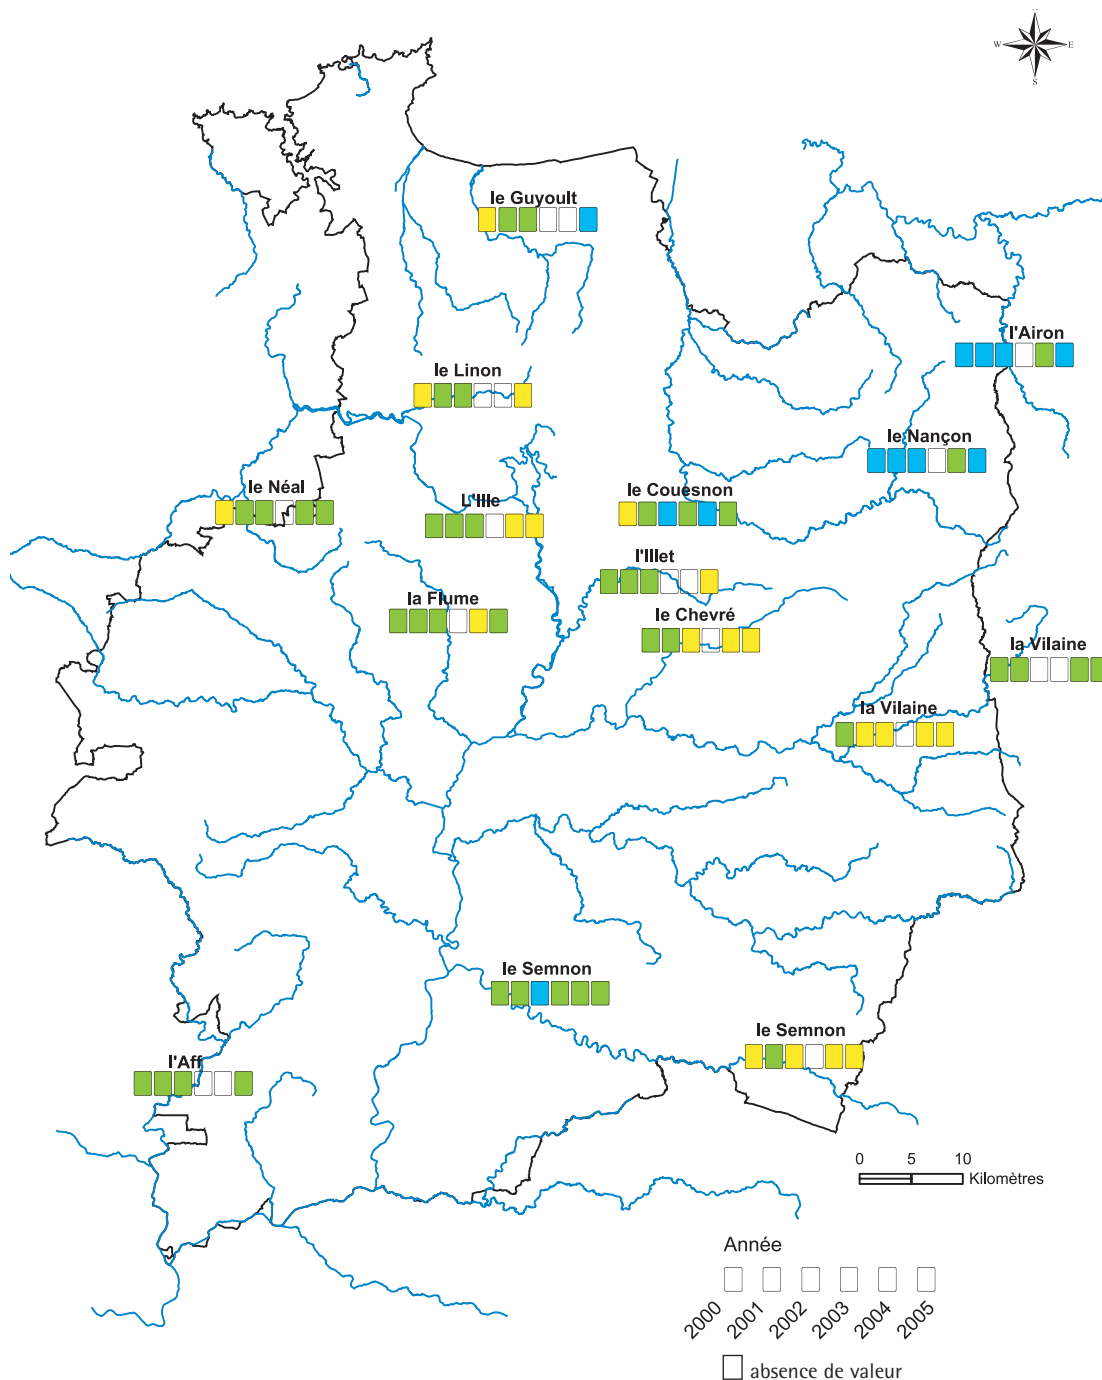 W E
S
le Guyoult
l'Airon
le Linon
le Nançon
le Néal
L'Ille
le Couesnon
l'Illet
la Flume
le Chevré
la Vilaine
la Vilaine
le Semnon
le Semnon
l'Aff
0 5 10
Kilomètres
Année
2000 2001 2002 2003 2004 2005
absence de valeur